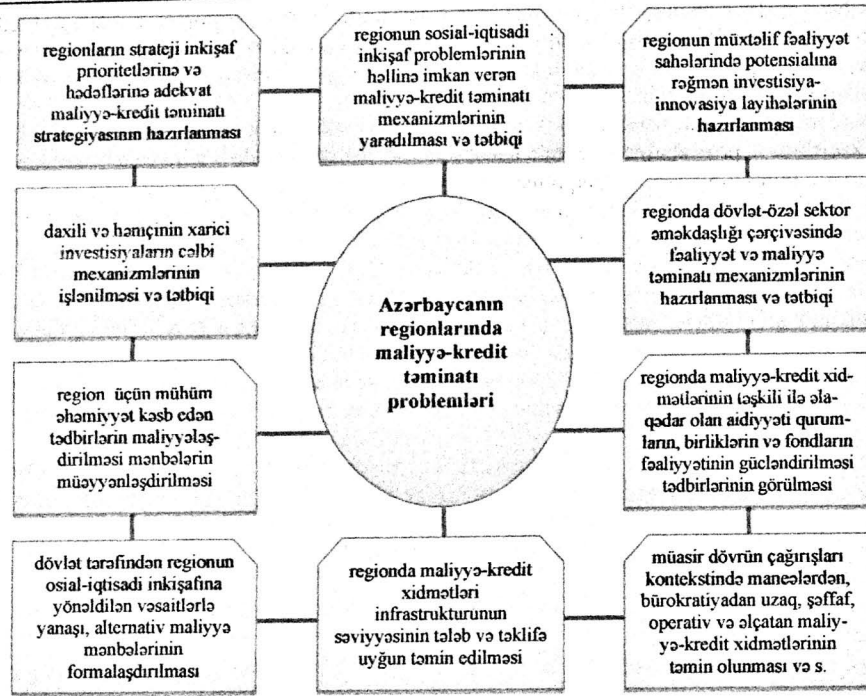 regionların strateji inkişaf
prioritetlərinə və
hədəflərinə adekvat
maliyyə-kredit təminatı
strategiyasının hazırlanması
regionun sosial-iqtisadi
inkişaf problemlərinin
həllinə imkan verən
maliyyə-kredit təminatı
mexanizmlərinin
yaradılması və tətbiqi
regionun müxtəlif fəaliyyət
sahələrində potensialına
rəğmən investisiya-
innovasiya layihələrinin
hazırlanması
daxili və həmçinin xarici
investisiyaların cəlbi
mexanizmlərinin
işlənilməsi və tətbiqi
Azərbaycanın
regionlarında
maliyyə-kredit
təminatı
problemləri
regionda dövlət-özəl sektor
əməkdaşlığı çərçivəsində
fəaliyyət və maliyyə
təminatı mexanizmlərinin
hazırlanması və tətbiqi
region üçün mühüm
əhəmiyyət kəsb edən
tədbirlərin maliyyələş-
dirilməsi mənbələrin
müəyyənləşdirilməsi
regionda maliyyə-kredit xid-
mətlərinin təşkili ilə əla-
qədar olan aidiyyəti qurum-
ların, birliklərin və fondların
fəaliyyətinin gücləndirilməsi
tədbirlərinin görülməsi
dövlət tərəfindən regionun
osial-iqtisadi inkişafına
yönəldilən vəsaitlərlə
yanaşı, alternativ maliyyə
mənbələrinin
formalaşdırılması
regionda maliyyə-kredit
xidmətləri
infrastrukturunun
səviyyəsinin tələb və təklifə
uyğun təmin edilməsi
müasir dövrün çağırışları
kontekstində maneələrdən,
bürokratiyadan uzaq, şəffaf,
operativ və əlçatan maliy-
yə-kredit xidmətlərinin
təmin olunması və s.